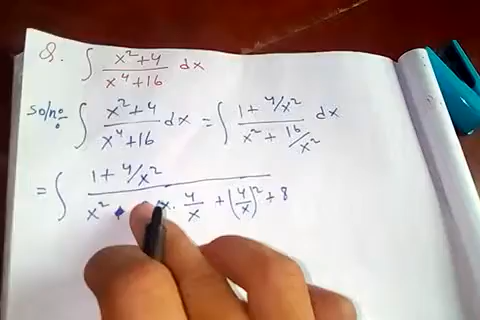 Q. ∫ x²+4 / x⁴+16 dx
Soln: ∫ x²+4 / x⁴+16 dx = ∫ 1+4/x² / x²+16/x² dx
= ∫ 1+4/x² / x² x. 4/x +(4/x)²+8